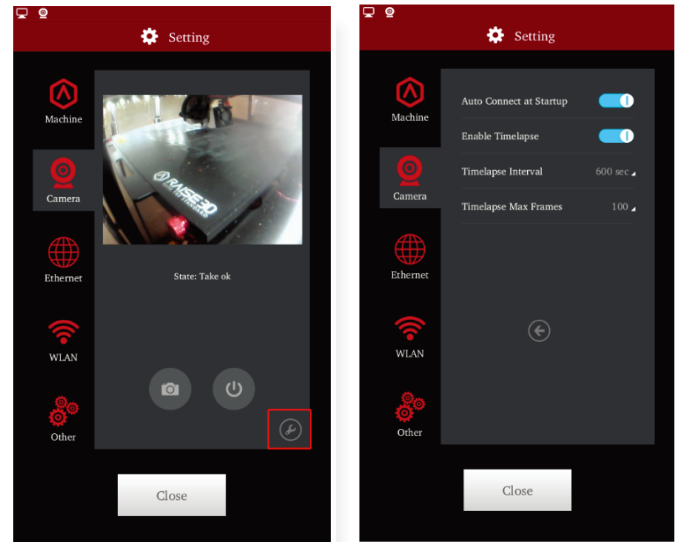 Setting
Machine
Camera
RAISE3D
State: Take ok
Ethernet
WLAN
Other
Close
Setting
Machine
Auto Connect at Startup
Enable Timelapse
Camera
Timelapse Interval 600 sec
Timelapse Max Frames 100
Ethernet
WLAN
Other
Close